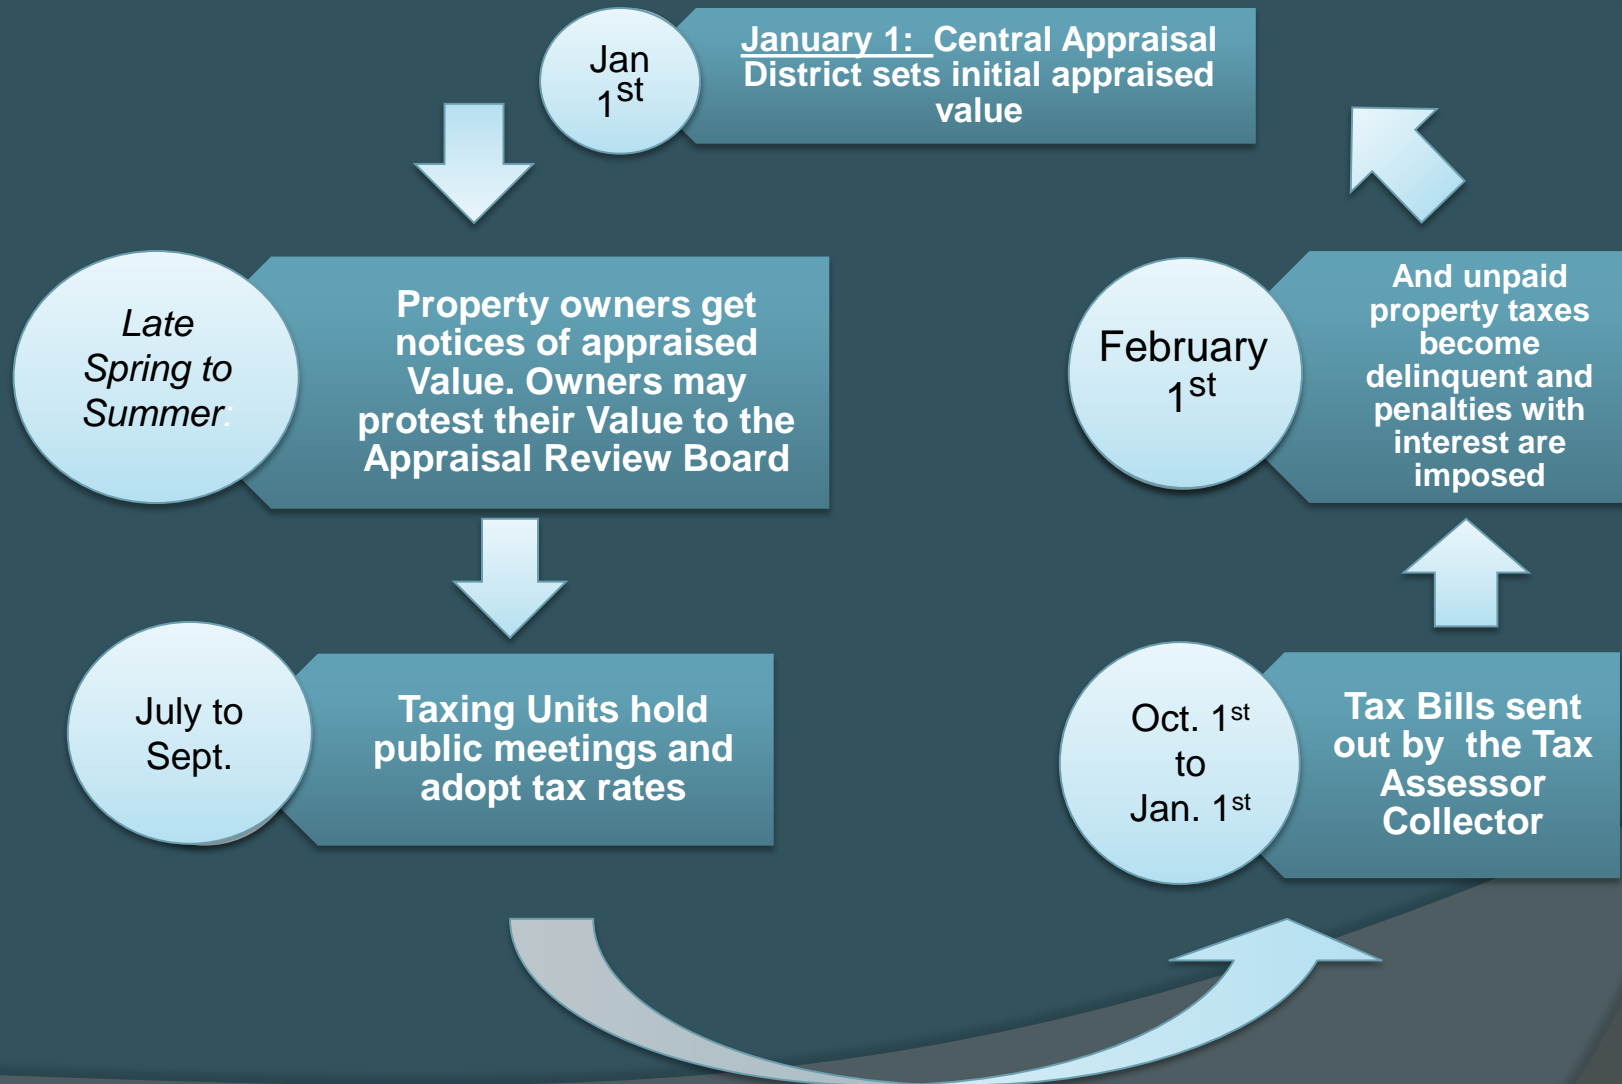 Jan
1st
January 1:  Central Appraisal
District sets initial appraised
value
Late
Spring to
Summer:
Property owners get
notices of appraised
Value. Owners may
protest their Value to the
Appraisal Review Board
July to
Sept.
Taxing Units hold
public meetings and
adopt tax rates
Oct. 1st
to
Jan. 1st
Tax Bills sent
out by  the Tax
Assessor
Collector
February
1st
And unpaid
property taxes
become
delinquent and
penalties with
interest are
imposed